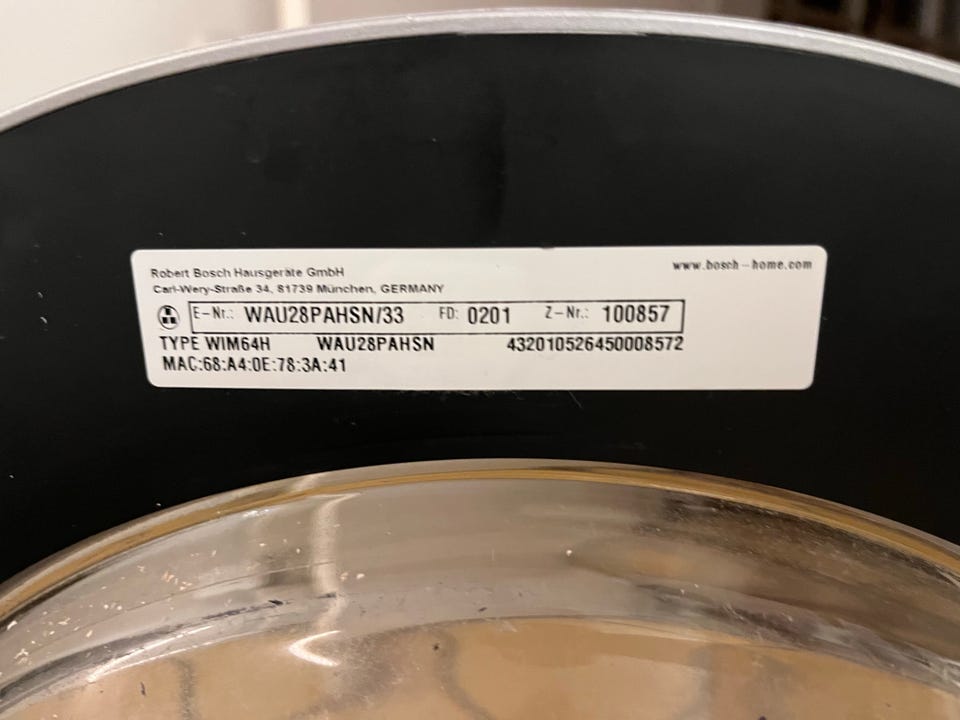 Robert Bosch Hausgeräte GmbH www.bosch-home.com
Carl-Wery-Straße 34, 81739 München, GERMANY
E-Nr.: WAU28PAHSN/33 FD: 0201 Z-Nr.: 100857
TYPE WIM64H WAU28PAHSN 432010526450008572
MAC:68:A4:0E:78:3A:41